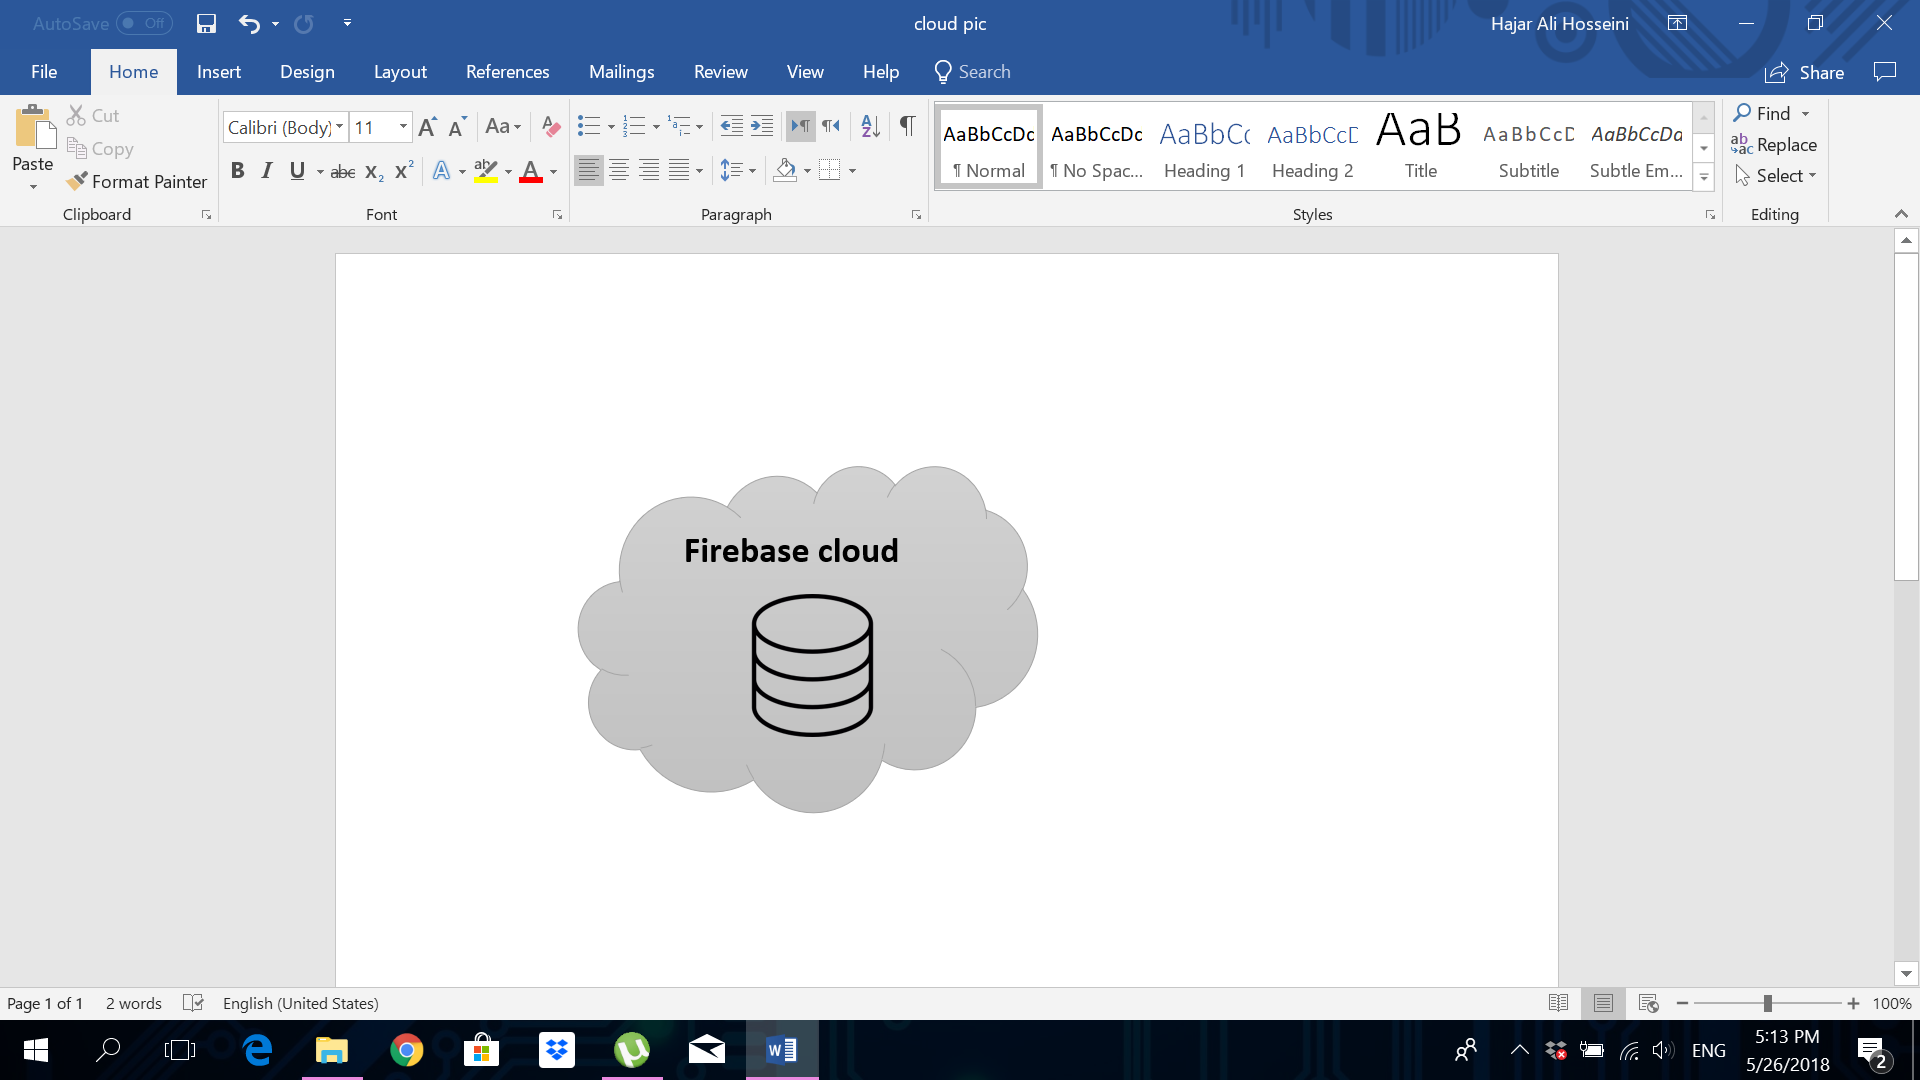 AutoSave Off
cloud pic
Hajar Ali Hosseini
File Home Insert Design Layout References Mailings Review View Help Search Share
Paste
Cut
Copy
Format Painter
Clipboard
Calibri (Body) 11
Font
Paragraph
AaBbCcDc AaBbCcDc AaBbCc AaBbCcD AaB AaBbCcD AaBbCcDa
¶ Normal ¶ No Spac... Heading 1 Heading 2 Title Subtitle Subtle Em...
Styles
Find
Replace
Select
Editing
Firebase cloud
Page 1 of 1 2 words English (United States) 100%
ENG
5:13 PM
5/26/2018
2